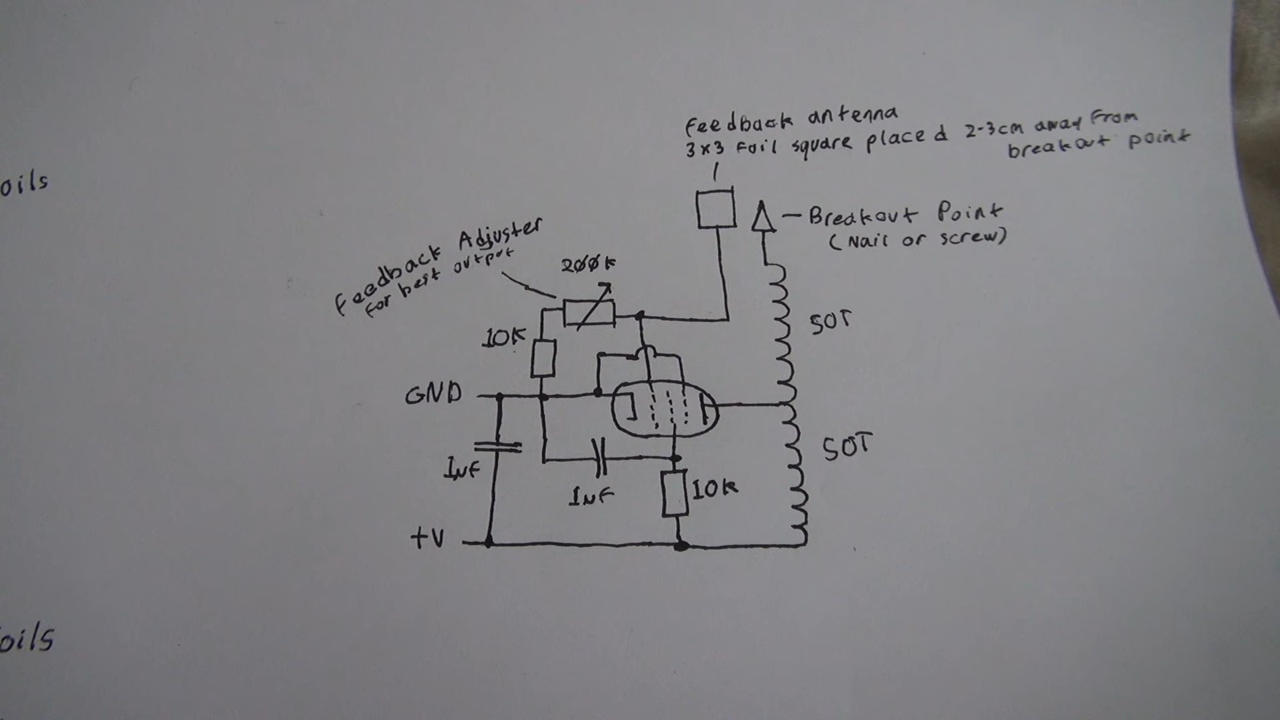 Feedback antenna
3x3 foil square placed 2-3cm away from
breakout point
oils
Breakout Point
(Nail or screw)
Feedback Adjuster
for best output
200k
10K
50T
GND
50T
1nF
1nF
10k
+V
oils